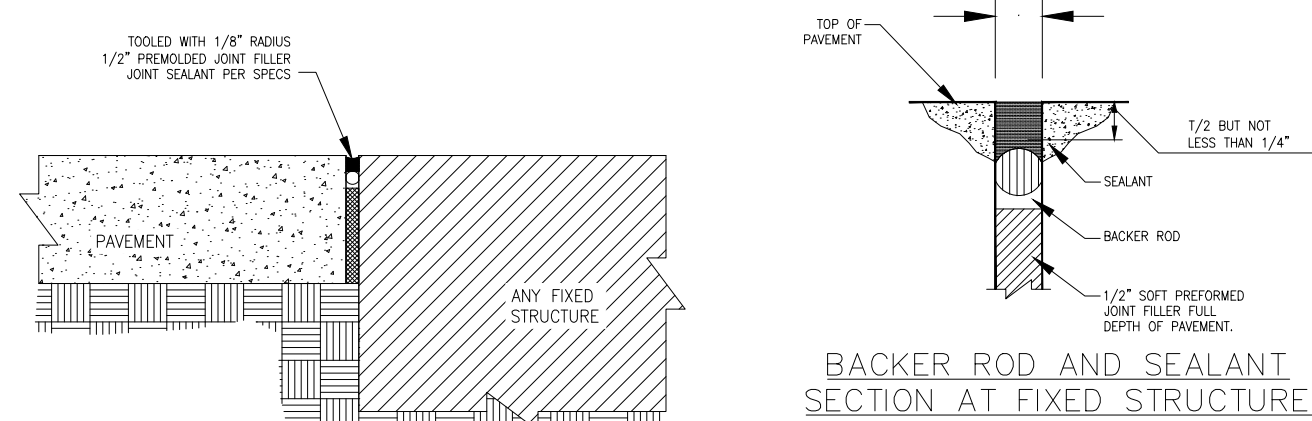 TOOLED WITH 1/8" RADIUS
1/2" PREMOLDED JOINT FILLER
JOINT SEALANT PER SPECS
PAVEMENT
ANY FIXED
STRUCTURE
TOP OF
PAVEMENT
T/2 BUT NOT
LESS THAN 1/4"
SEALANT
BACKER ROD
1/2" SOFT PREFORMED
JOINT FILLER FULL
DEPTH OF PAVEMENT.
BACKER ROD AND SEALANT
SECTION AT FIXED STRUCTURE